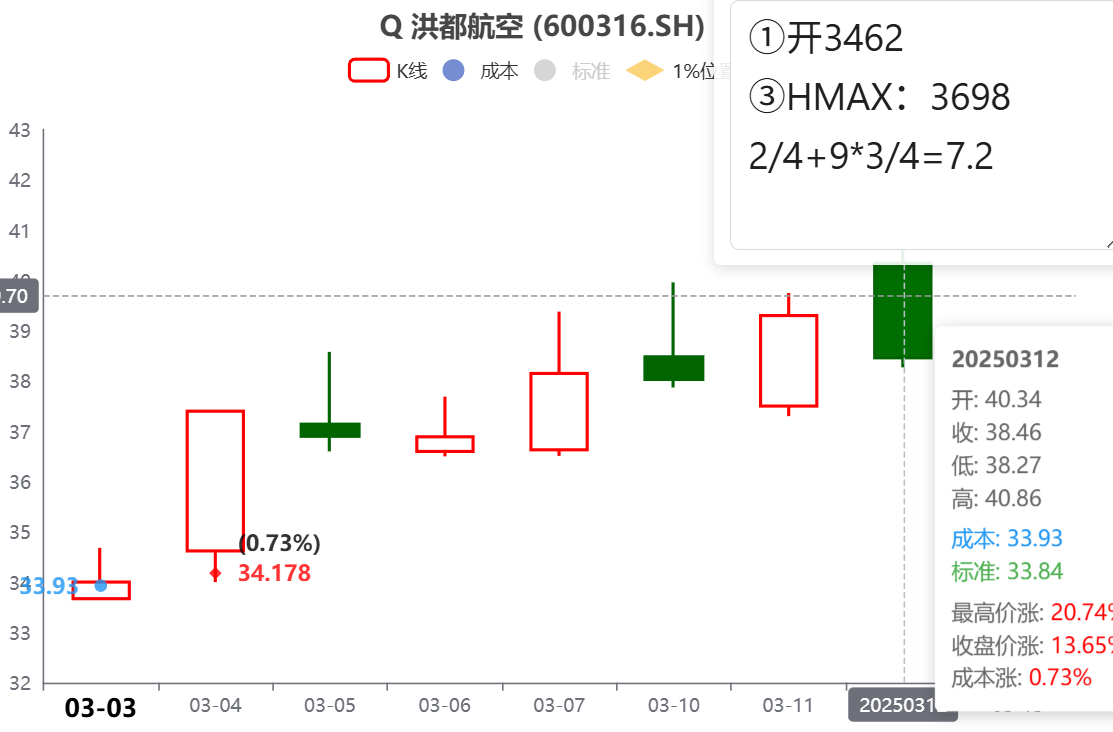 Q 洪都航空 (600316.SH)
K线 成本 标准 1%位
①开3462
③HMAX：3698
2/4+9*3/4=7.2
43
42
41
.70
39
38
37
36
35
(0.73%)
34.178
33.93
33
32
03-03 03-04 03-05 03-06 03-07 03-10 03-11
20250312
开: 40.34
收: 38.46
低: 38.27
高: 40.86
成本: 33.93
标准: 33.84
最高价涨: 20.74%
收盘价涨: 13.65%
成本涨: 0.73%